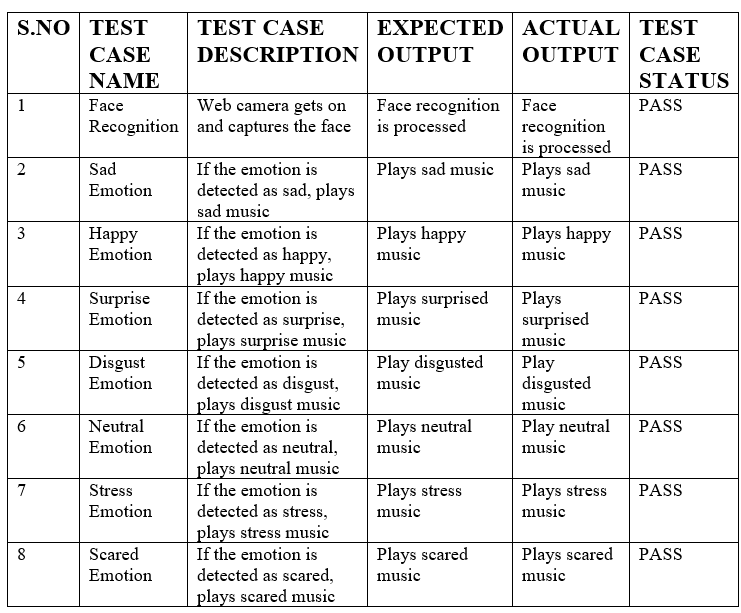 S.NO TEST CASE NAME TEST CASE DESCRIPTION EXPECTED OUTPUT ACTUAL OUTPUT TEST CASE STATUS
1 Face Recognition Web camera gets on and captures the face Face recognition is processed Face recognition is processed PASS
2 Sad Emotion If the emotion is detected as sad, plays sad music Plays sad music Plays sad music PASS
3 Happy Emotion If the emotion is detected as happy, plays happy music Plays happy music Plays happy music PASS
4 Surprise Emotion If the emotion is detected as surprise, plays surprise music Plays surprised music Plays surprised music PASS
5 Disgust Emotion If the emotion is detected as disgust, plays disgust music Play disgusted music Play disgusted music PASS
6 Neutral Emotion If the emotion is detected as neutral, plays neutral music Plays neutral music Play neutral music PASS
7 Stress Emotion If the emotion is detected as stress, plays stress music Plays stress music Plays stress music PASS
8 Scared Emotion If the emotion is detected as scared, plays scared music Plays scared music Plays scared music PASS